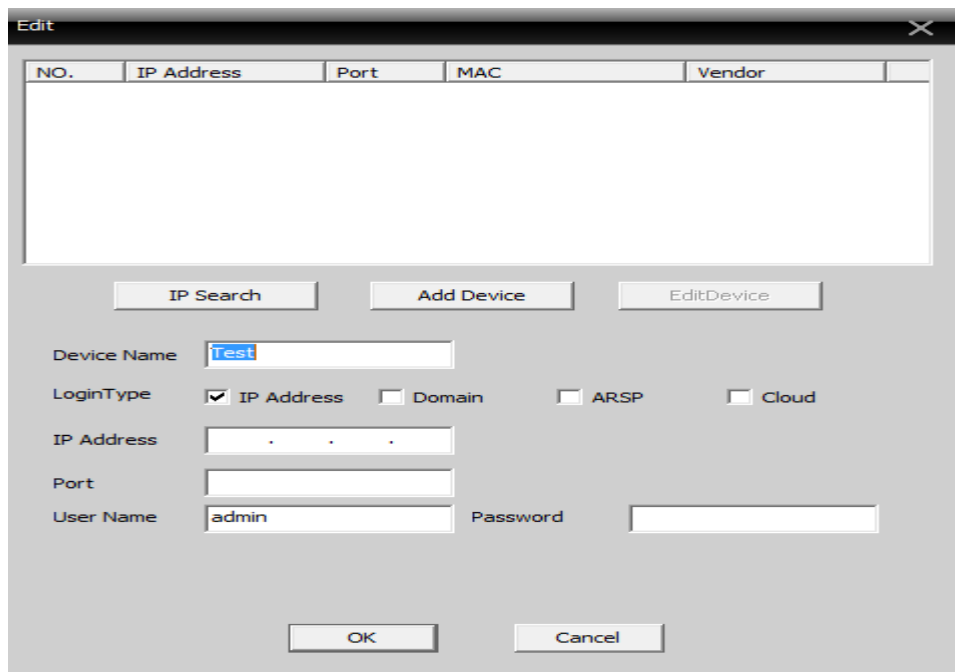 Edit
NO. IP Address Port MAC Vendor
IP Search Add Device EditDevice
Device Name Test
LoginType IP Address Domain ARSP Cloud
IP Address . . .
Port
User Name admin Password
OK Cancel